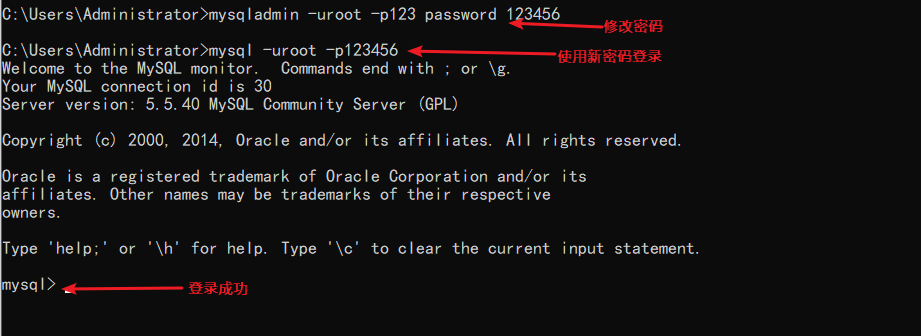 C:\Users\Administrator>mysqladmin -uroot -p123 password 123456
修改密码
C:\Users\Administrator>mysql -uroot -p123456
使用新密码登录
Welcome to the MySQL monitor.  Commands end with ; or \g.
Your MySQL connection id is 30
Server version: 5.5.40 MySQL Community Server (GPL)
Copyright (c) 2000, 2014, Oracle and/or its affiliates. All rights reserved.
Oracle is a registered trademark of Oracle Corporation and/or its
affiliates. Other names may be trademarks of their respective
owners.
Type 'help;' or '\h' for help. Type '\c' to clear the current input statement.
mysql>
登录成功